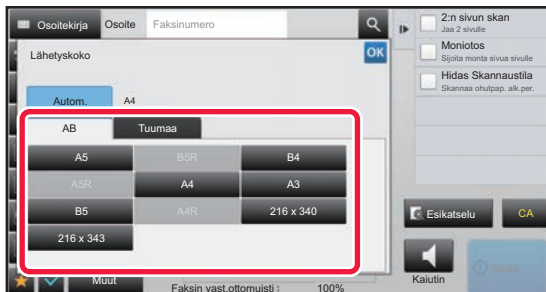 Osoitekirja
Osoite
Faksinumero
Lähetyskoko
OK
Autom.
A4
AB
Tuumaa
A5
B5R
B4
A5R
A4
A3
B5
A4R
216 x 340
216 x 343
Muut
Faksin vast.ottomuisti :
100%
2:n sivun skan
Jaa 2 sivulle
Moniotos
Sijoita monta sivua sivulle
Hidas Skannaustila
Skannaa ohutpap. alk.per.
Esikatselu
CA
Kaiutin
Aloita